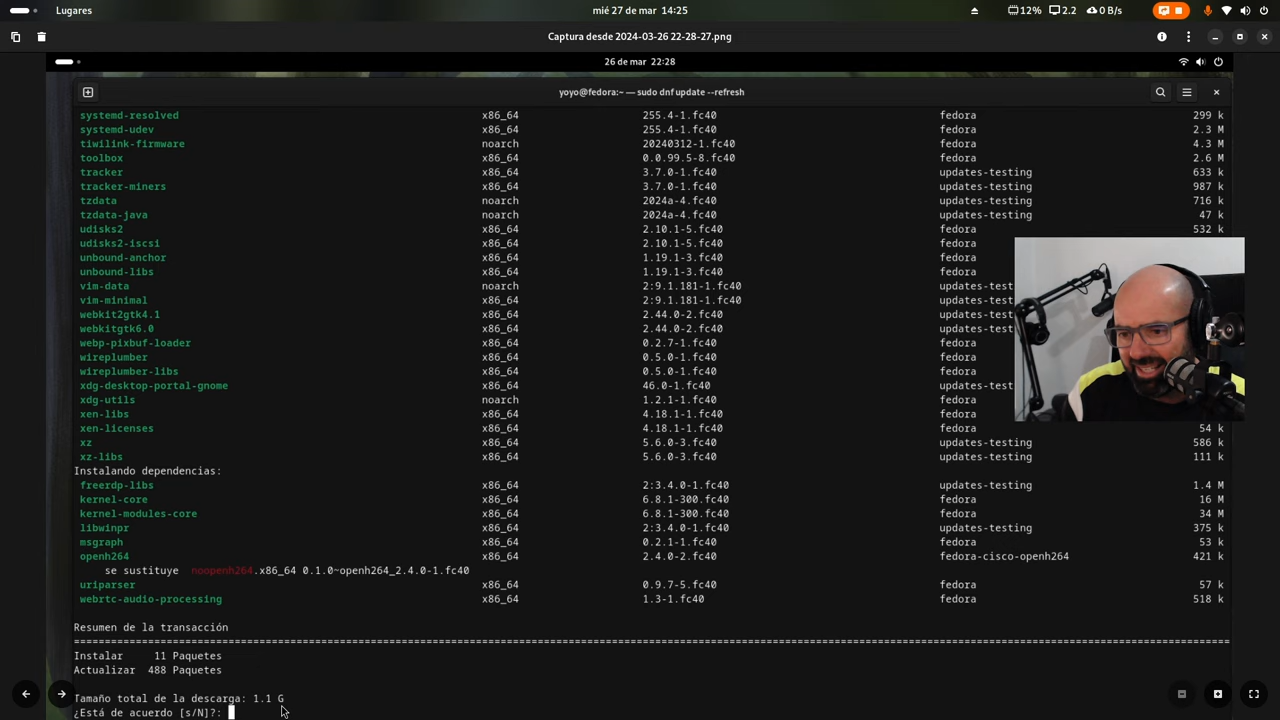 Lugares
mié 27 de mar 14:25
12% 2.2 0 B/s
Captura desde 2024-03-26 22-28-27.png
26 de mar 22:28
yoyo@fedora:~ — sudo dnf update --refresh
systemd-resolved x86_64 255.4-1.fc40 fedora 299 k
systemd-udev x86_64 255.4-1.fc40 fedora 2.3 M
tiwilink-firmware noarch 20240312-1.fc40 fedora 4.3 M
toolbox x86_64 0.0.99.5-8.fc40 fedora 2.6 M
tracker x86_64 3.7.0-1.fc40 updates-testing 633 k
tracker-miners x86_64 3.7.0-1.fc40 updates-testing 987 k
tzdata noarch 2024a-4.fc40 updates-testing 716 k
tzdata-java noarch 2024a-4.fc40 updates-testing 47 k
udisks2 x86_64 2.10.1-5.fc40 fedora 532 k
udisks2-iscsi x86_64 2.10.1-5.fc40 fedora
unbound-anchor x86_64 1.19.1-3.fc40 fedora
unbound-libs x86_64 1.19.1-3.fc40 fedora
vim-data noarch 2:9.1.181-1.fc40 updates-test
vim-minimal x86_64 2:9.1.181-1.fc40 updates-test
webkit2gtk4.1 x86_64 2.44.0-2.fc40 updates-test
webkitgtk6.0 x86_64 2.44.0-2.fc40 updates-test
webp-pixbuf-loader x86_64 0.2.7-1.fc40 updates-test
wireplumber x86_64 0.5.0-1.fc40 updates-test
wireplumber-libs x86_64 0.5.0-1.fc40 updates-test
xdg-desktop-portal-gnome x86_64 46.0-1.fc40 updates-test
xdg-utils noarch 1.2.1-1.fc40 fedora
xen-libs x86_64 4.18.1-1.fc40 fedora
xen-licenses x86_64 4.18.1-1.fc40 fedora 54 k
xz x86_64 5.6.0-3.fc40 updates-testing 586 k
xz-libs x86_64 5.6.0-3.fc40 updates-testing 111 k
Instalando dependencias:
freerdp-libs x86_64 2:3.4.0-1.fc40 updates-testing 1.4 M
kernel-core x86_64 6.8.1-300.fc40 fedora 16 M
kernel-modules-core x86_64 6.8.1-300.fc40 fedora 34 M
libwinpr x86_64 2:3.4.0-1.fc40 updates-testing 375 k
msgraph x86_64 0.2.1-1.fc40 fedora 53 k
openh264 x86_64 2.4.0-2.fc40 fedora-cisco-openh264 421 k
se sustituye noopenh264.x86_64 0.1.0~openh264_2.4.0-1.fc40
uriparser x86_64 0.9.7-5.fc40 fedora 57 k
webrtc-audio-processing x86_64 1.3-1.fc40 fedora 518 k
Resumen de la transacción
Instalar 11 Paquetes
Actualizar 488 Paquetes
Tamaño total de la descarga: 1.1 G
¿Está de acuerdo [s/N]?: